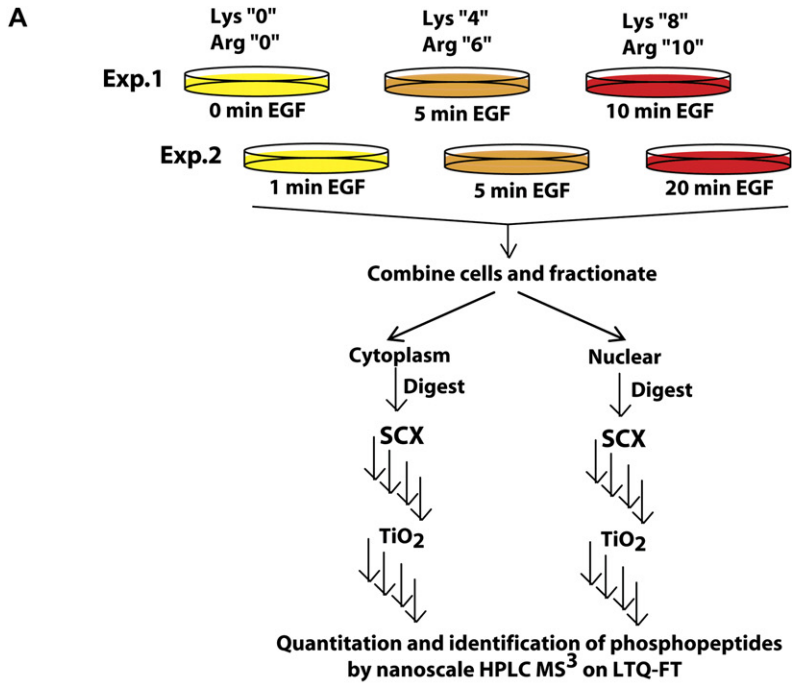 A
Lys "0" Lys "4" Lys "8"
Arg "0" Arg "6" Arg "10"
Exp.1
0 min EGF 5 min EGF 10 min EGF
Exp.2
1 min EGF 5 min EGF 20 min EGF
Combine cells and fractionate
Cytoplasm Nuclear
Digest Digest
SCX SCX
TiO2 TiO2
Quantitation and identification of phosphopeptides
by nanoscale HPLC MS3 on LTQ-FT